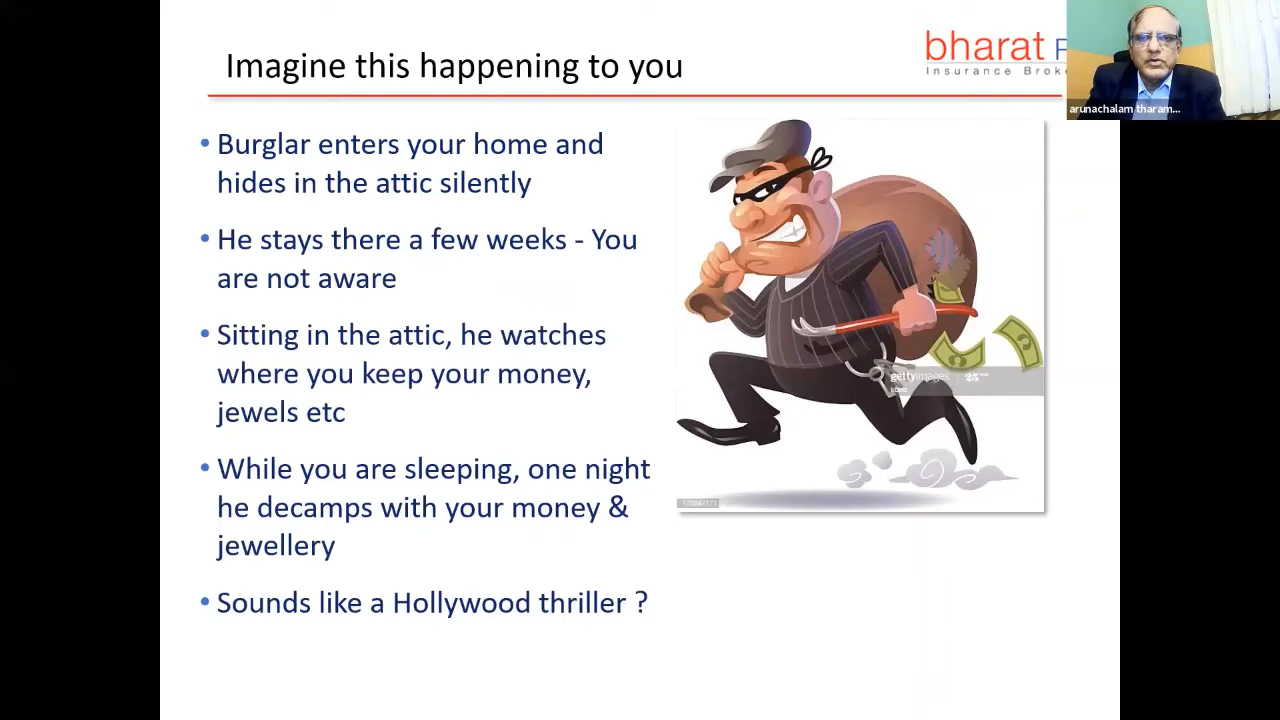 Imagine this happening to you
bharat
Insurance Brok
arunachalam tharam...
• Burglar enters your home and
hides in the attic silently
• He stays there a few weeks - You
are not aware
• Sitting in the attic, he watches
where you keep your money,
jewels etc
• While you are sleeping, one night
he decamps with your money &
jewellery
• Sounds like a Hollywood thriller ?
gettyimages